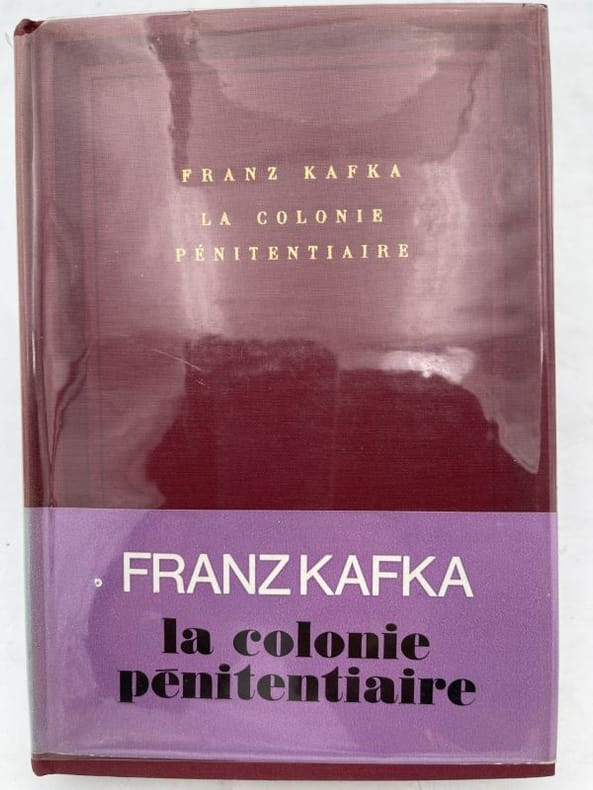 FRANZ KAFKA
LA COLONIE
PÉNITENTIAIRE
FRANZ KAFKA
la colonie
pénitentiaire